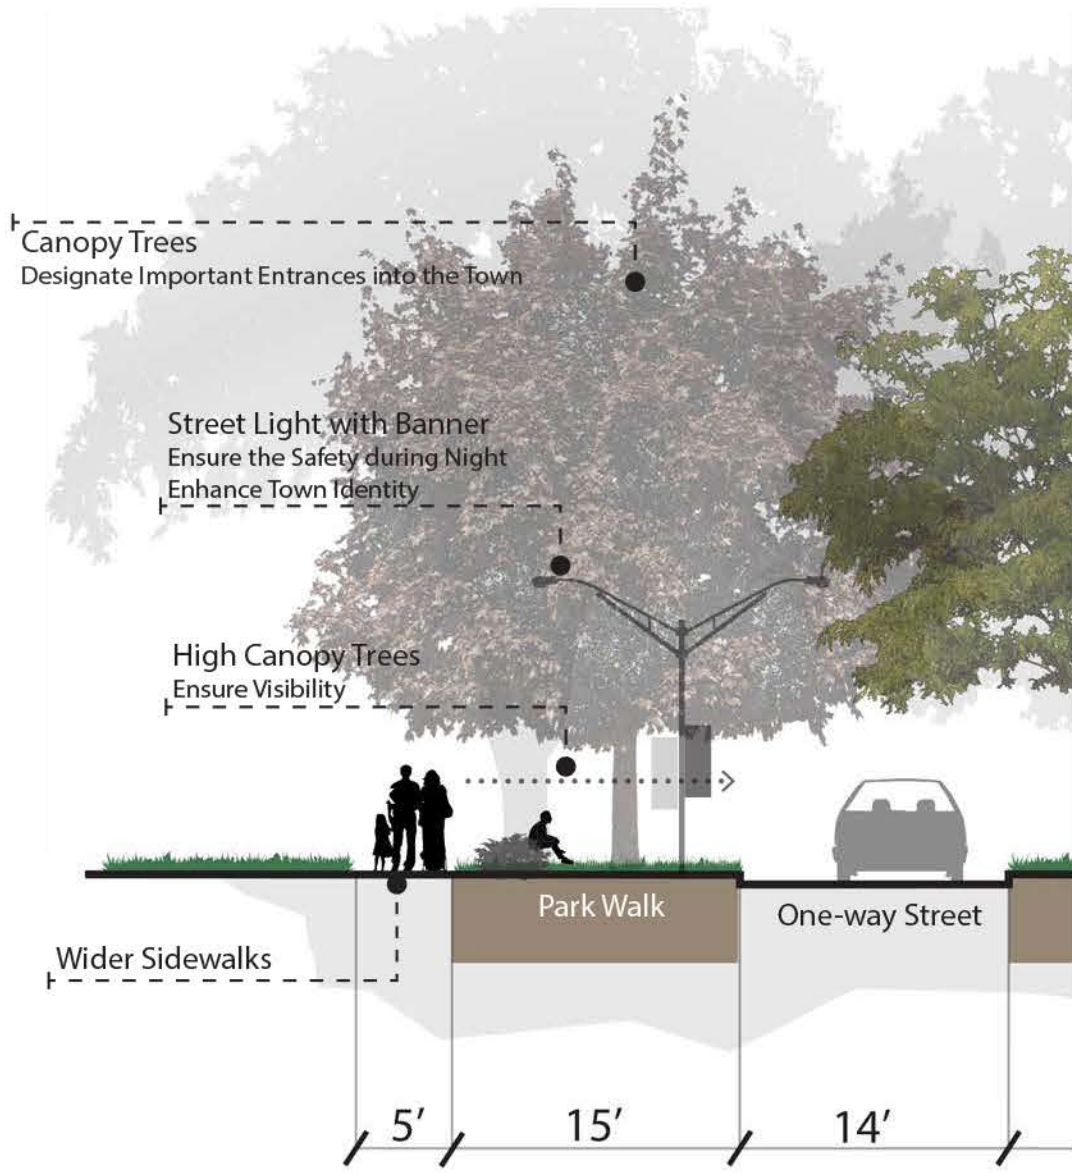 Canopy Trees
Designate Important Entrances into the Town
Street Light with Banner
Ensure the Safety during Night
Enhance Town Identity
High Canopy Trees
Ensure Visibility
Park Walk
One-way Street
Wider Sidewalks
5′
15′
14′